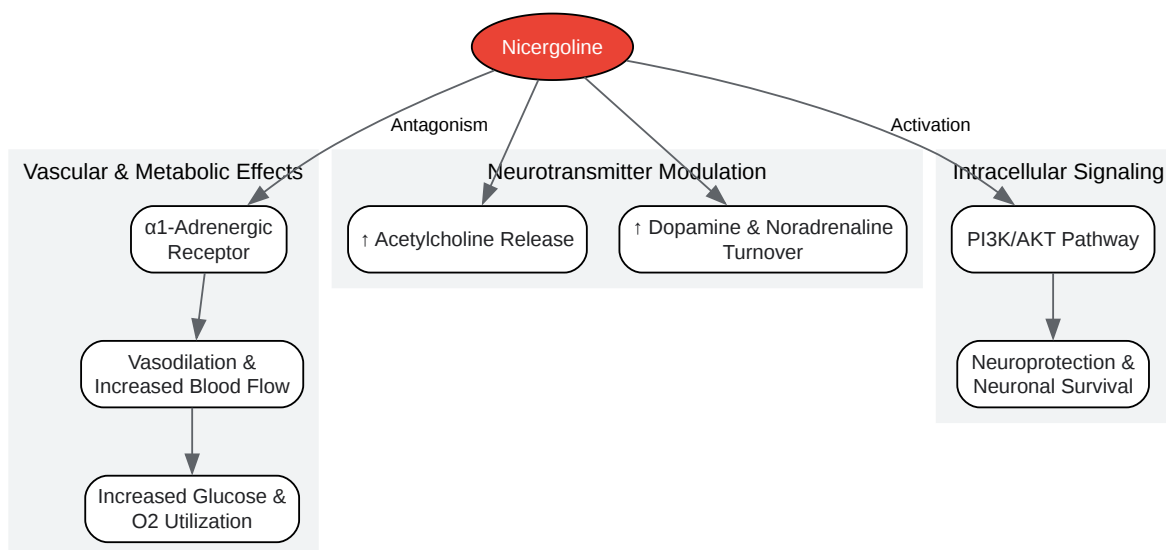 Nicergoline
Antagonism
Activation
Vascular & Metabolic Effects
Neurotransmitter Modulation
Intracellular Signaling
α1-Adrenergic
Receptor
↑ Acetylcholine Release
↑ Dopamine & Noradrenaline
Turnover
PI3K/AKT Pathway
Vasodilation &
Increased Blood Flow
Neuroprotection &
Neuronal Survival
Increased Glucose &
O2 Utilization